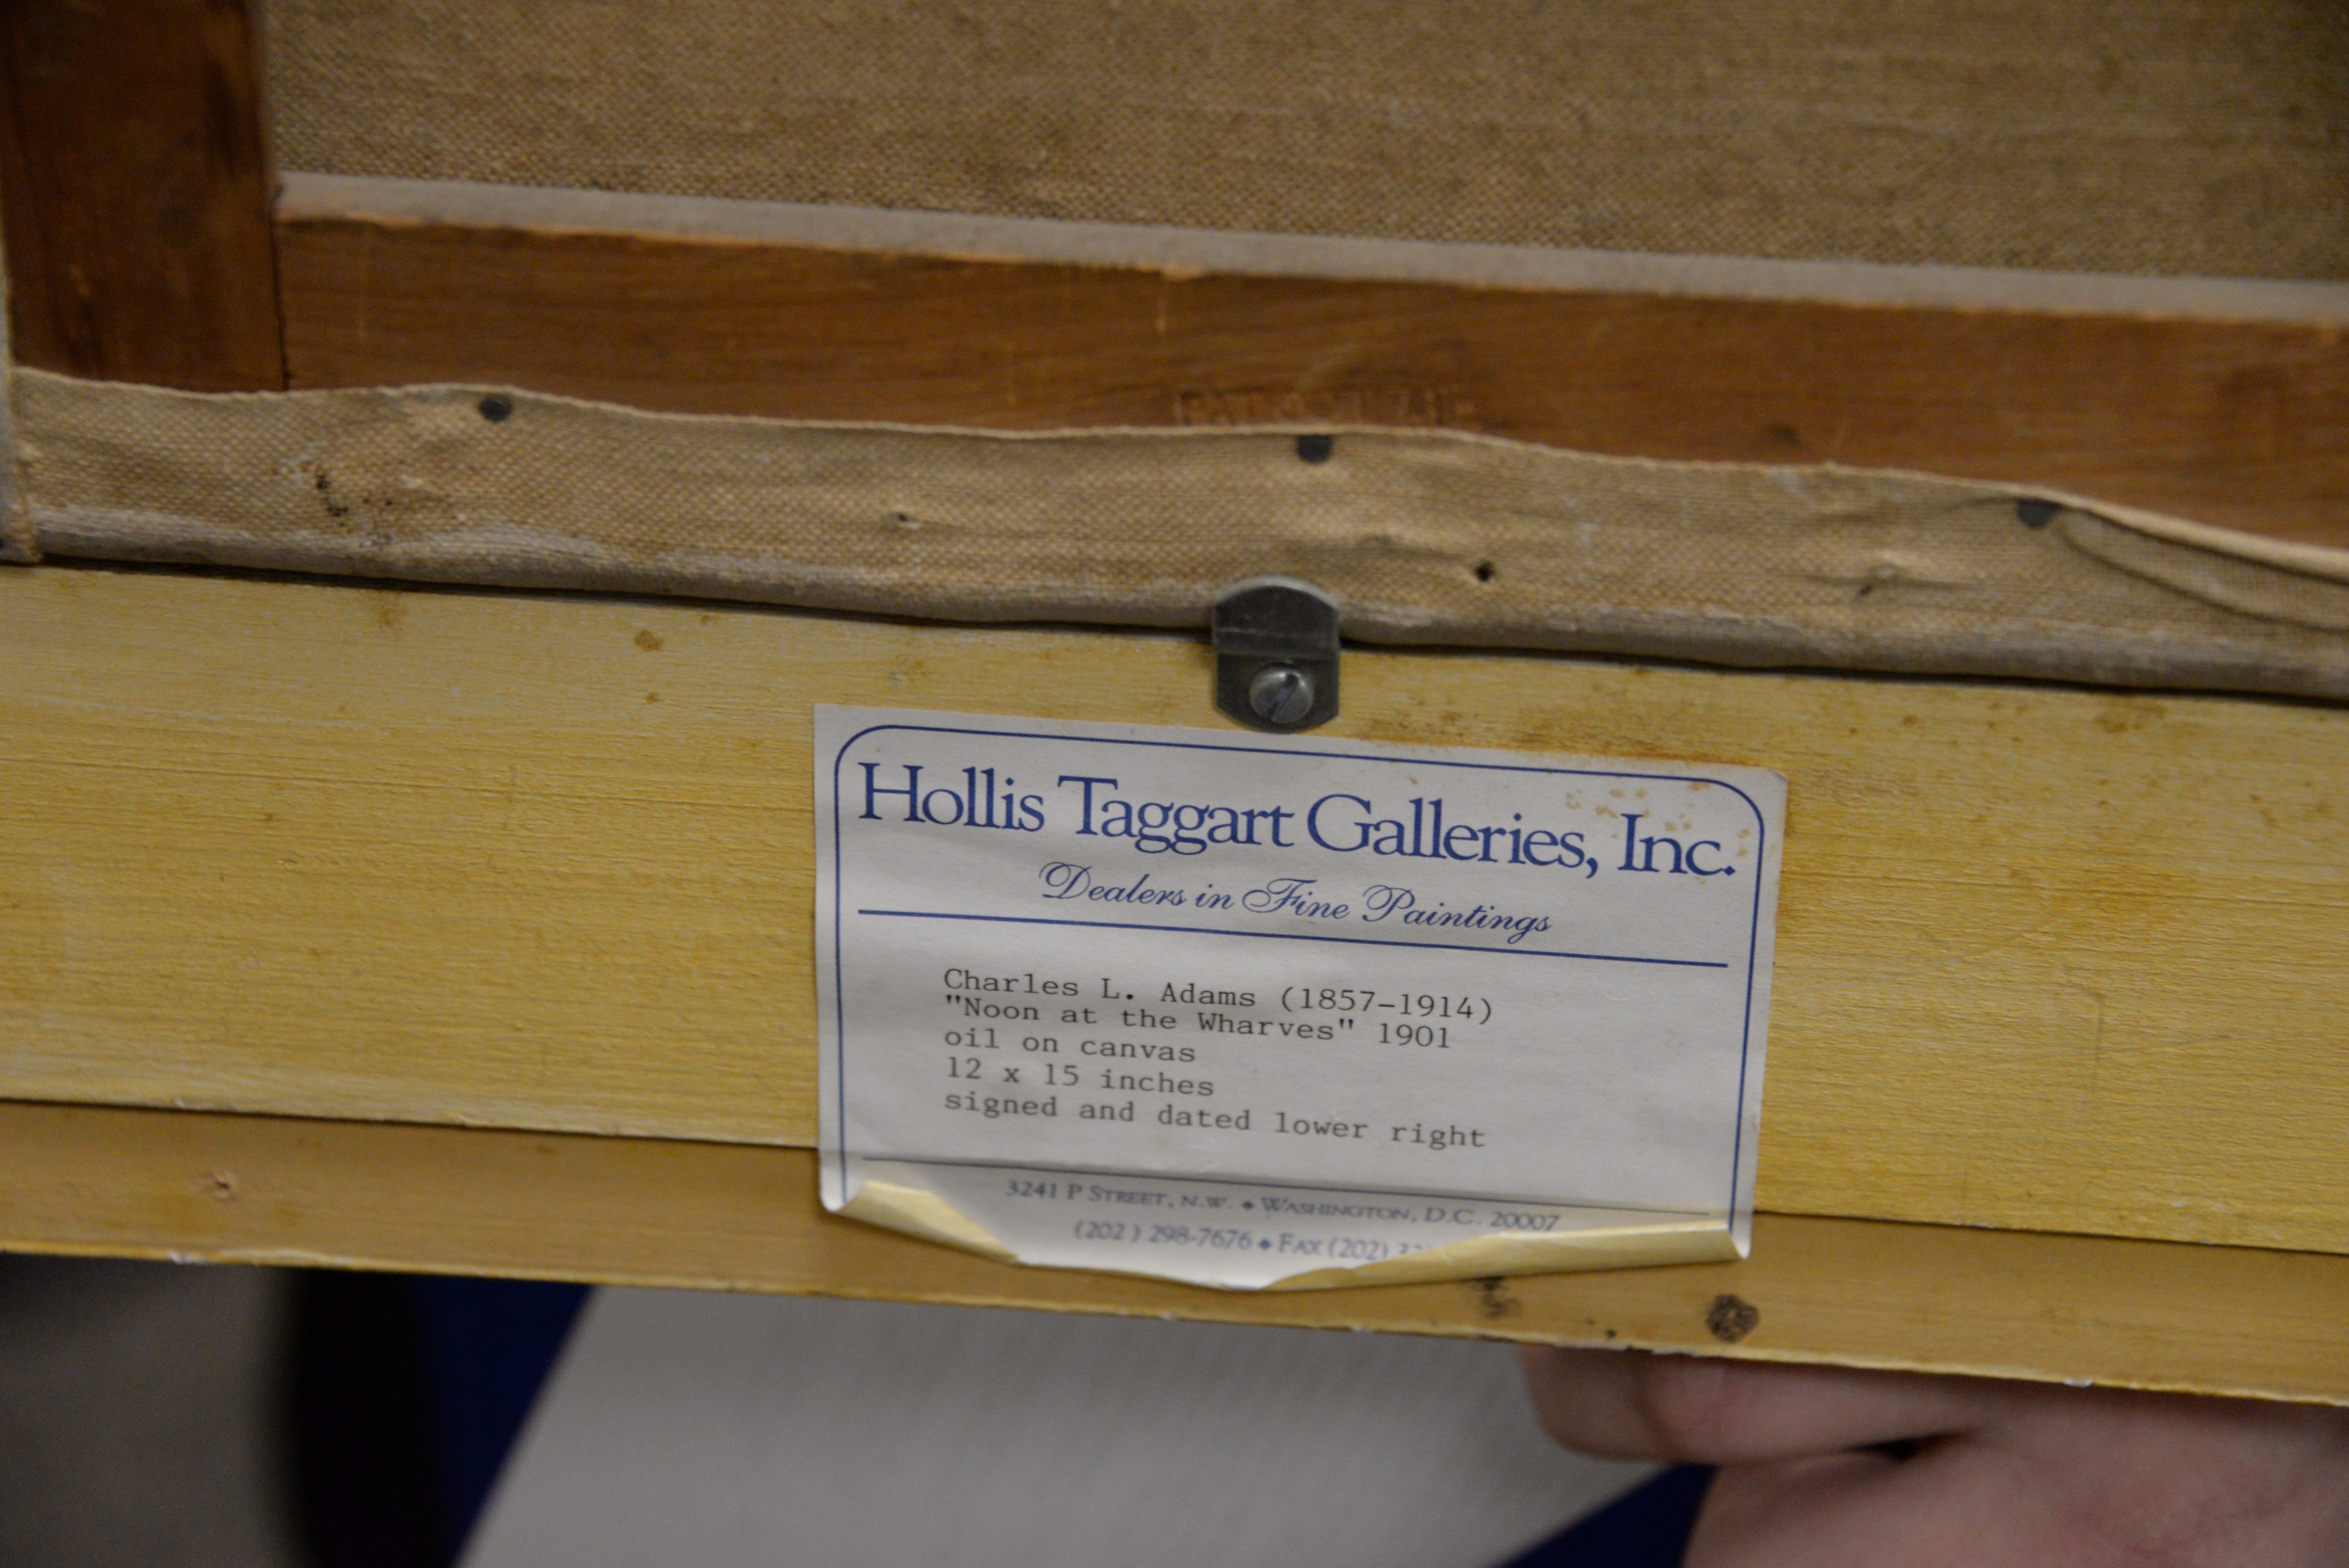 Hollis Taggart Galleries, Inc.
Dealers in Fine Paintings
Charles L. Adams (1857-1914)
"Noon at the Wharves" 1901
oil on canvas
12 x 15 inches
signed and dated lower right
3241 P STREET, N.W. ◆ WASHINGTON, D.C. 20007
(202) 298-7676 ◆ FAX (202)